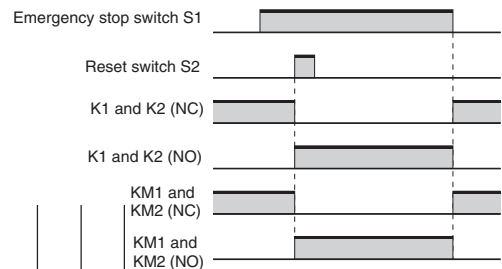 Emergency stop switch S1
Reset switch S2
K1 and K2 (NC)
K1 and K2 (NO)
KM1 and
KM2 (NC)
KM1 and
KM2 (NO)